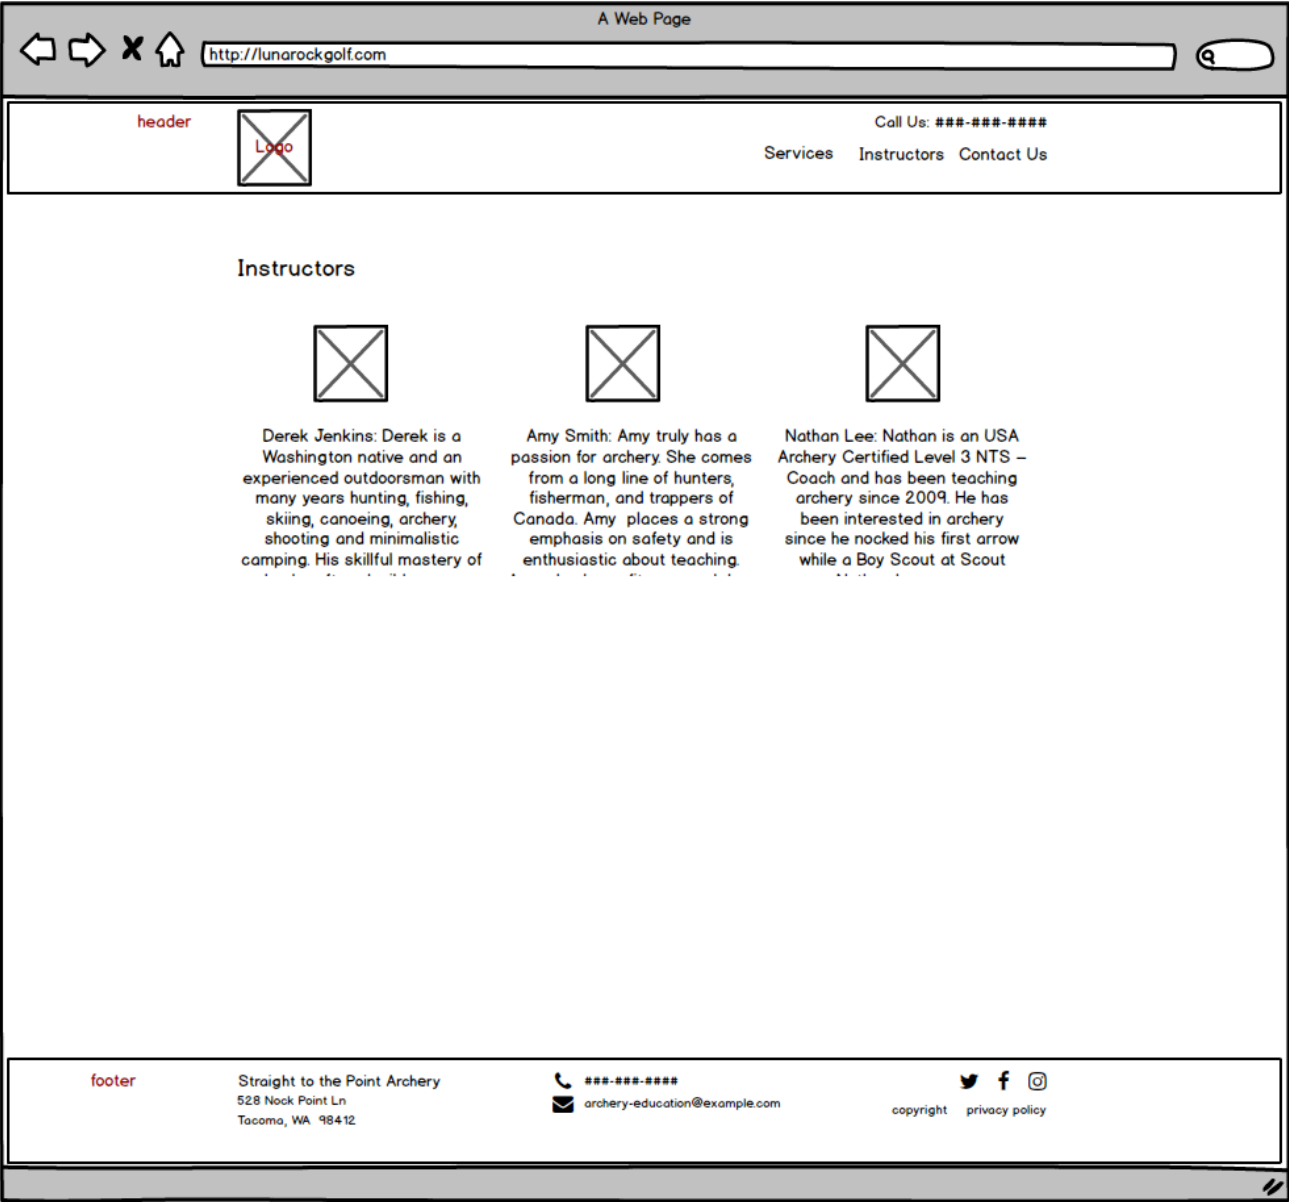 A Web Page
http://lunarockgolf.com
header
Logo
Call Us: ###-###-####
Services Instructors Contact Us
Instructors
Derek Jenkins: Derek is a
Washington native and an
experienced outdoorsman with
many years hunting, fishing,
skiing, canoeing, archery,
shooting and minimalistic
camping. His skillful mastery of
Amy Smith: Amy truly has a
passion for archery. She comes
from a long line of hunters,
fisherman, and trappers of
Canada. Amy  places a strong
emphasis on safety and is
enthusiastic about teaching.
Nathan Lee: Nathan is an USA
Archery Certified Level 3 NTS –
Coach and has been teaching
archery since 2009. He has
been interested in archery
since he nocked his first arrow
while a Boy Scout at Scout
footer
Straight to the Point Archery
528 Nock Point Ln
Tacoma, WA  98412
###-###-####
archery-education@example.com
copyright privacy policy